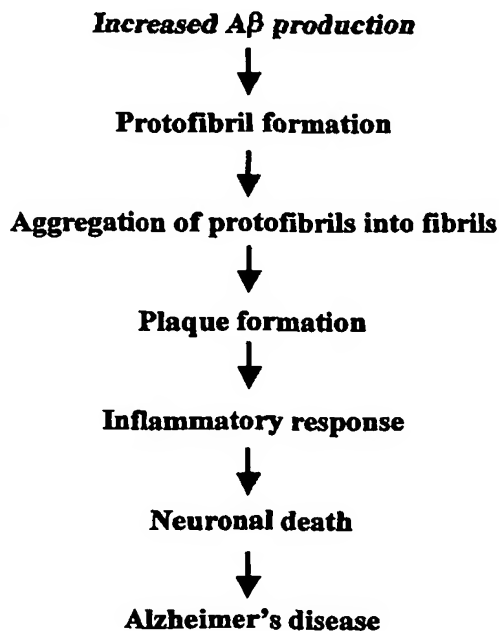 Increased Aβ production
Protofibril formation
Aggregation of protofibrils into fibrils
Plaque formation
Inflammatory response
Neuronal death
Alzheimer's disease